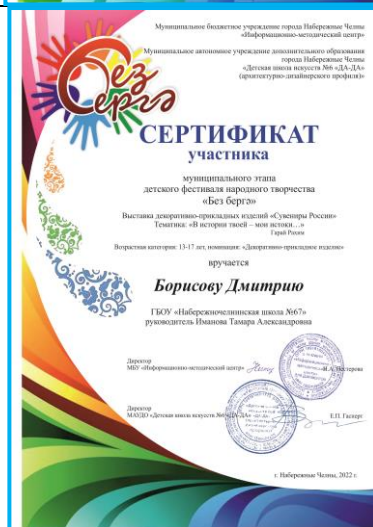 Муниципальное бюджетное учреждение города Набережные Челны
«Информационно-методический центр»
Муниципальное автономное учреждение дополнительного образования
города Набережные Челны
«Детская школа искусств №6 «ДА-ДА»
(архитектурно-дизайнерского профиля)»
Без
бергә
СЕРТИФИКАТ
участника
муниципального этапа
детского фестиваля народного творчества
«Без бергә»
Выставка декоративно-прикладных изделий «Сувениры России»
Тематика: «В истории твоей – мои истоки…»
Гарай Рахим
Возрастная категория: 13-17 лет, номинация: «Декоративно-прикладное изделие»
вручается
Борисову Дмитрию
ГБОУ «Набережночелнинская школа №67»
руководитель Иманова Тамара Александровна
Директор
МБУ «Информационно-методический центр»
И.А. Нестерова
Директор
МАУДО «Детская школа искусств №6 «ДА-ДА»
Е.П. Гасперт
г. Набережные Челны, 2022 г.